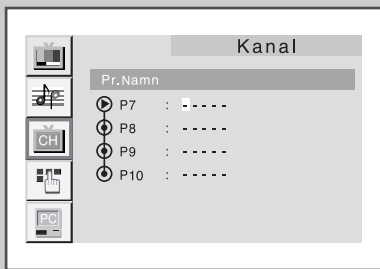 Kanal
Pr.Namn
P7 : - - - - -
CH
P8 : - - - - -
P9 : - - - - -
P10 : - - - - -
PC